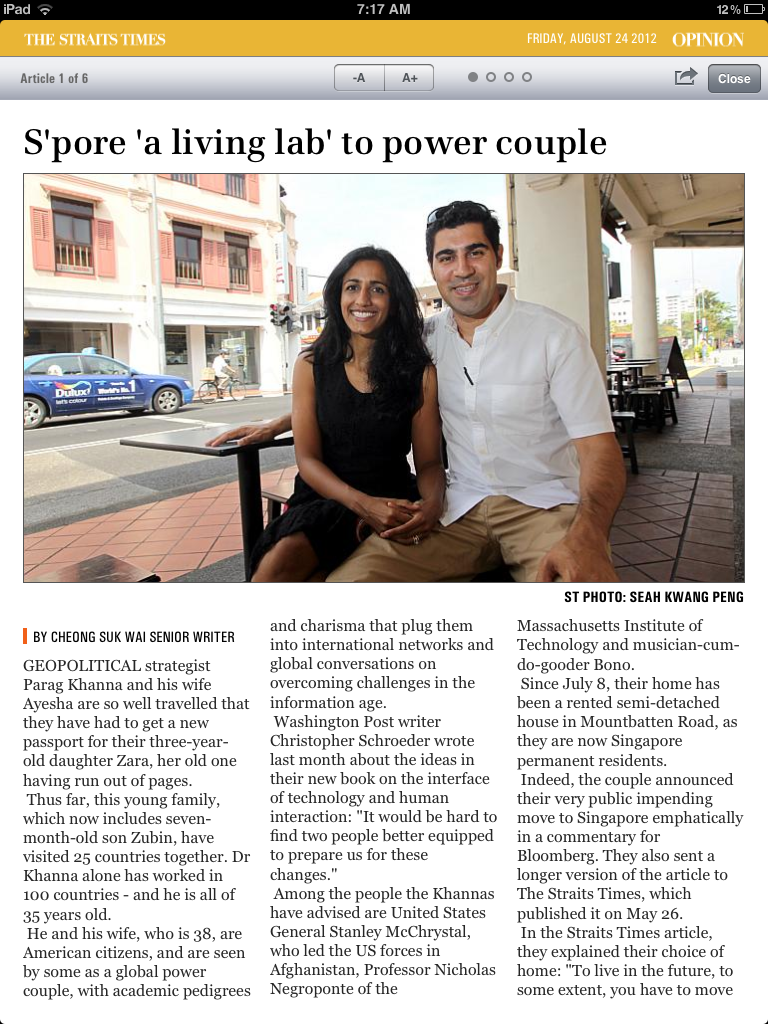 iPad 7:17 AM 12%
THE STRAITS TIMES FRIDAY, AUGUST 24 2012 OPINION
Article 1 of 6 -A A+ Close
S'pore 'a living lab' to power couple
Dulux
let's colour
World's No. 1
ST PHOTO: SEAH KWANG PENG
BY CHEONG SUK WAI SENIOR WRITER
GEOPOLITICAL strategist
Parag Khanna and his wife
Ayesha are so well travelled that
they have had to get a new
passport for their three-year-
old daughter Zara, her old one
having run out of pages.
Thus far, this young family,
which now includes seven-
month-old son Zubin, have
visited 25 countries together. Dr
Khanna alone has worked in
100 countries - and he is all of
35 years old.
He and his wife, who is 38, are
American citizens, and are seen
by some as a global power
couple, with academic pedigrees
and charisma that plug them
into international networks and
global conversations on
overcoming challenges in the
information age.
Washington Post writer
Christopher Schroeder wrote
last month about the ideas in
their new book on the interface
of technology and human
interaction: "It would be hard to
find two people better equipped
to prepare us for these
changes."
Among the people the Khannas
have advised are United States
General Stanley McChrystal,
who led the US forces in
Afghanistan, Professor Nicholas
Negroponte of the
Massachusetts Institute of
Technology and musician-cum-
do-gooder Bono.
Since July 8, their home has
been a rented semi-detached
house in Mountbatten Road, as
they are now Singapore
permanent residents.
Indeed, the couple announced
their very public impending
move to Singapore emphatically
in a commentary for
Bloomberg. They also sent a
longer version of the article to
The Straits Times, which
published it on May 26.
In the Straits Times article,
they explained their choice of
home: "To live in the future, to
some extent, you have to move